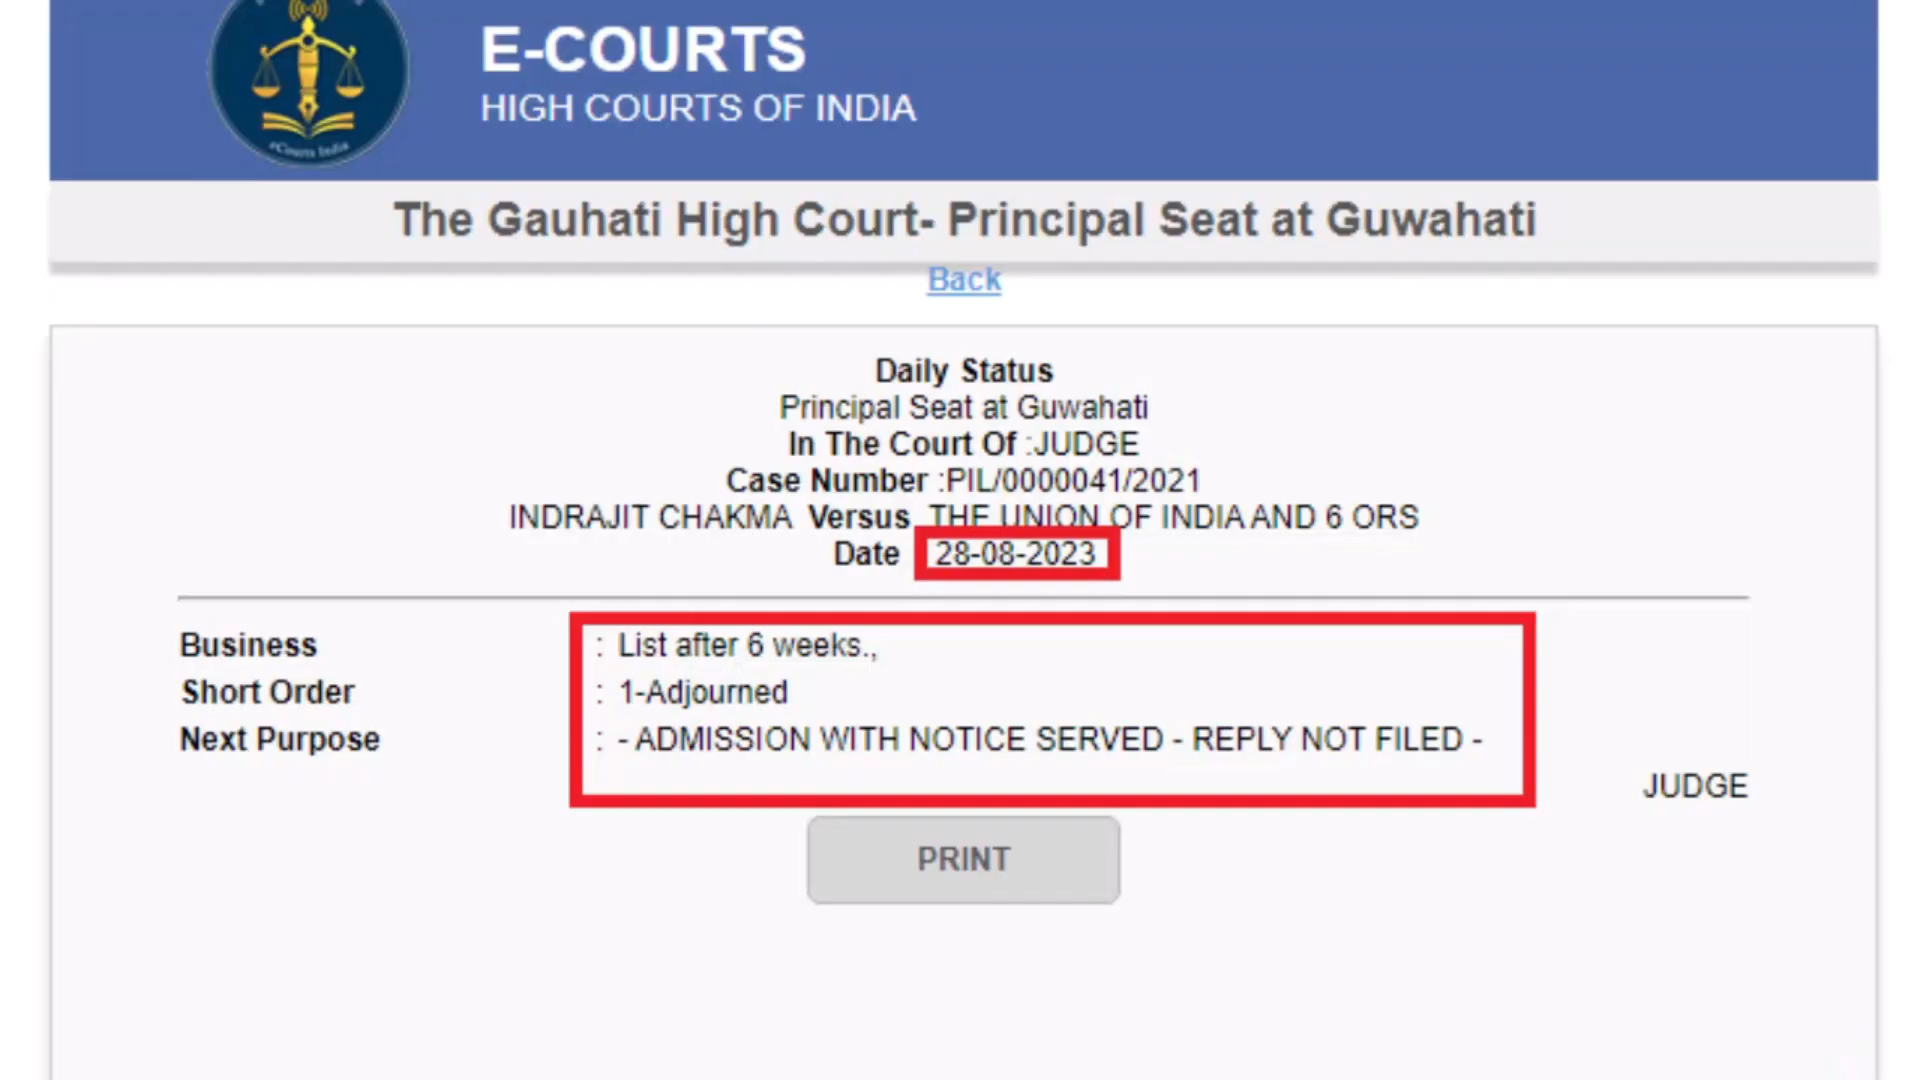 eCourts India
E-COURTS
HIGH COURTS OF INDIA
The Gauhati High Court- Principal Seat at Guwahati
Back
Daily Status
Principal Seat at Guwahati
In The Court Of :JUDGE
Case Number :PIL/0000041/2021
INDRAJIT CHAKMA Versus THE UNION OF INDIA AND 6 ORS
Date 28-08-2023
Business : List after 6 weeks.,
Short Order : 1-Adjourned
Next Purpose : - ADMISSION WITH NOTICE SERVED - REPLY NOT FILED -
JUDGE
PRINT